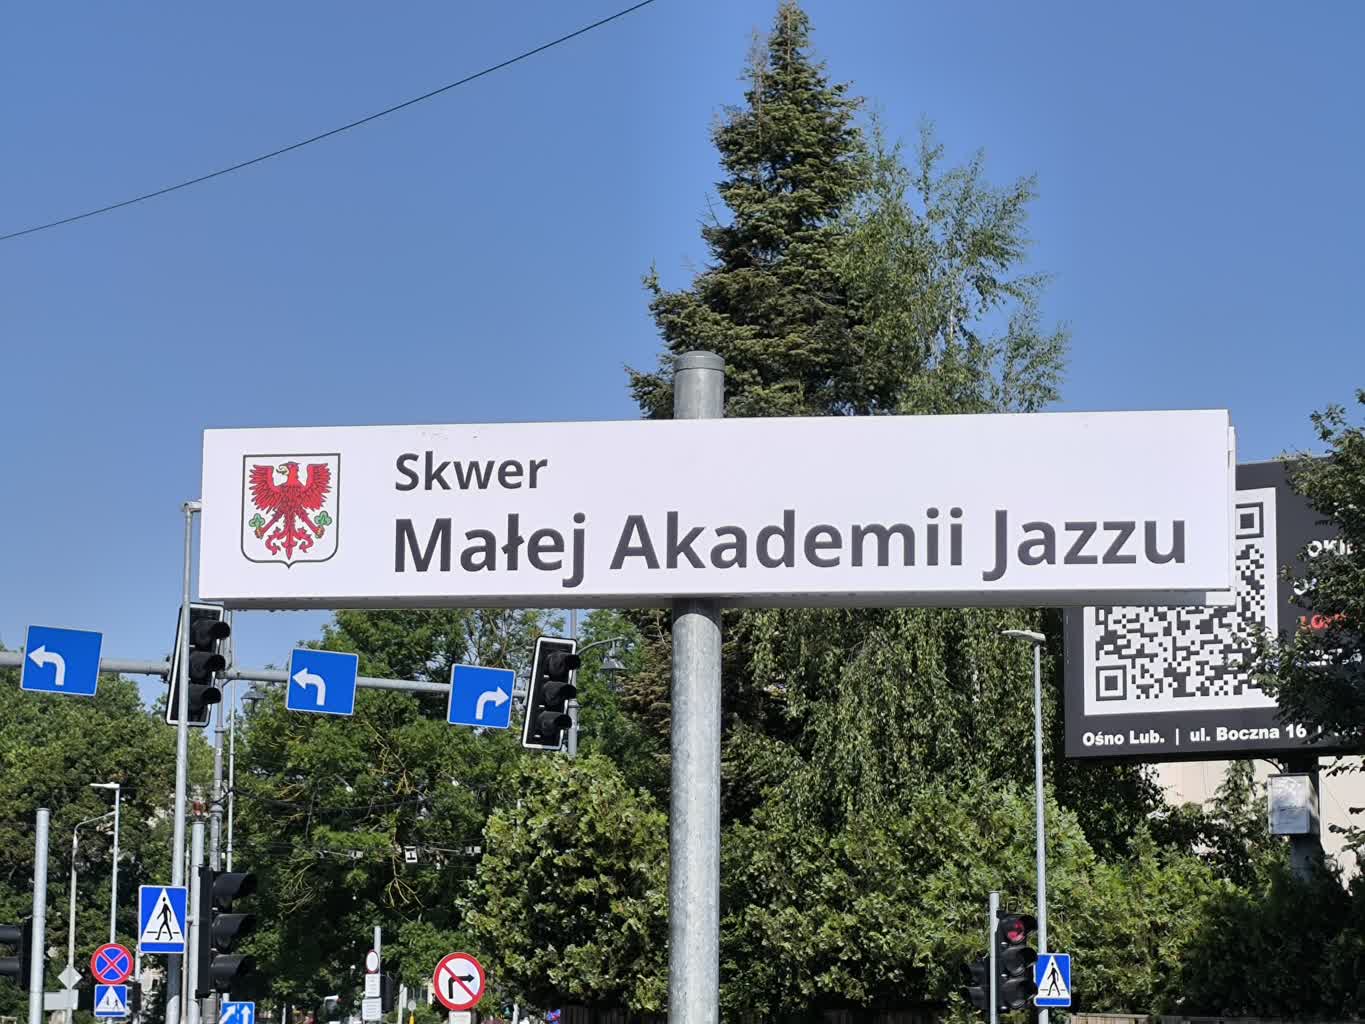 Skwer
Małej Akademii Jazzu
Ośno Lub. | ul. Boczna 16